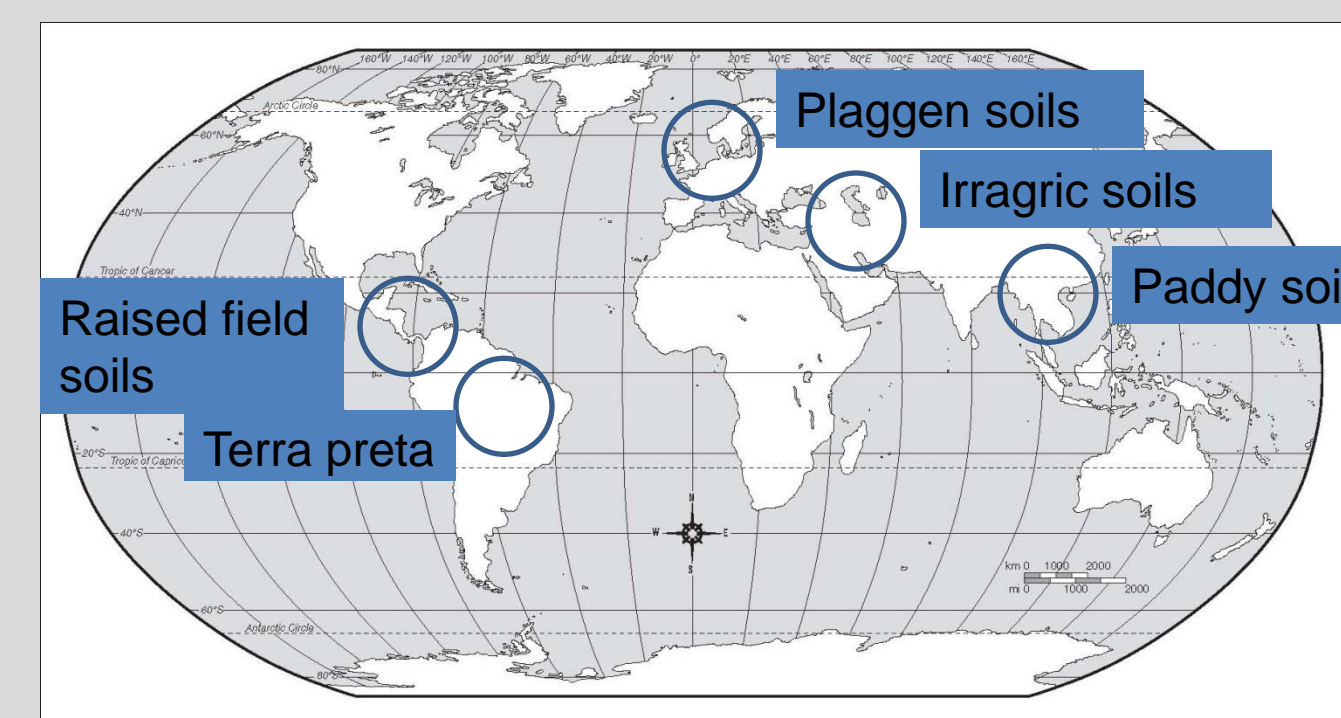 160°W 140°W 120°W 100°W 80°W 60°W 40°W 20°W 0° 20°E 40°E 60°E 80°E 100°E 120°E 140°E 160°E
80°N
Plaggen soils
Arctic Circle
60°N
Irragric soils
40°N
Tropic of Cancer
Paddy soi
Raised field
soils
0°
Terra preta
20°S
Tropic of Caprico
N
W E
S
40°S
km 0 1000 2000
mi 0 1000 2000
60°S
Antarctic Circle
80°S